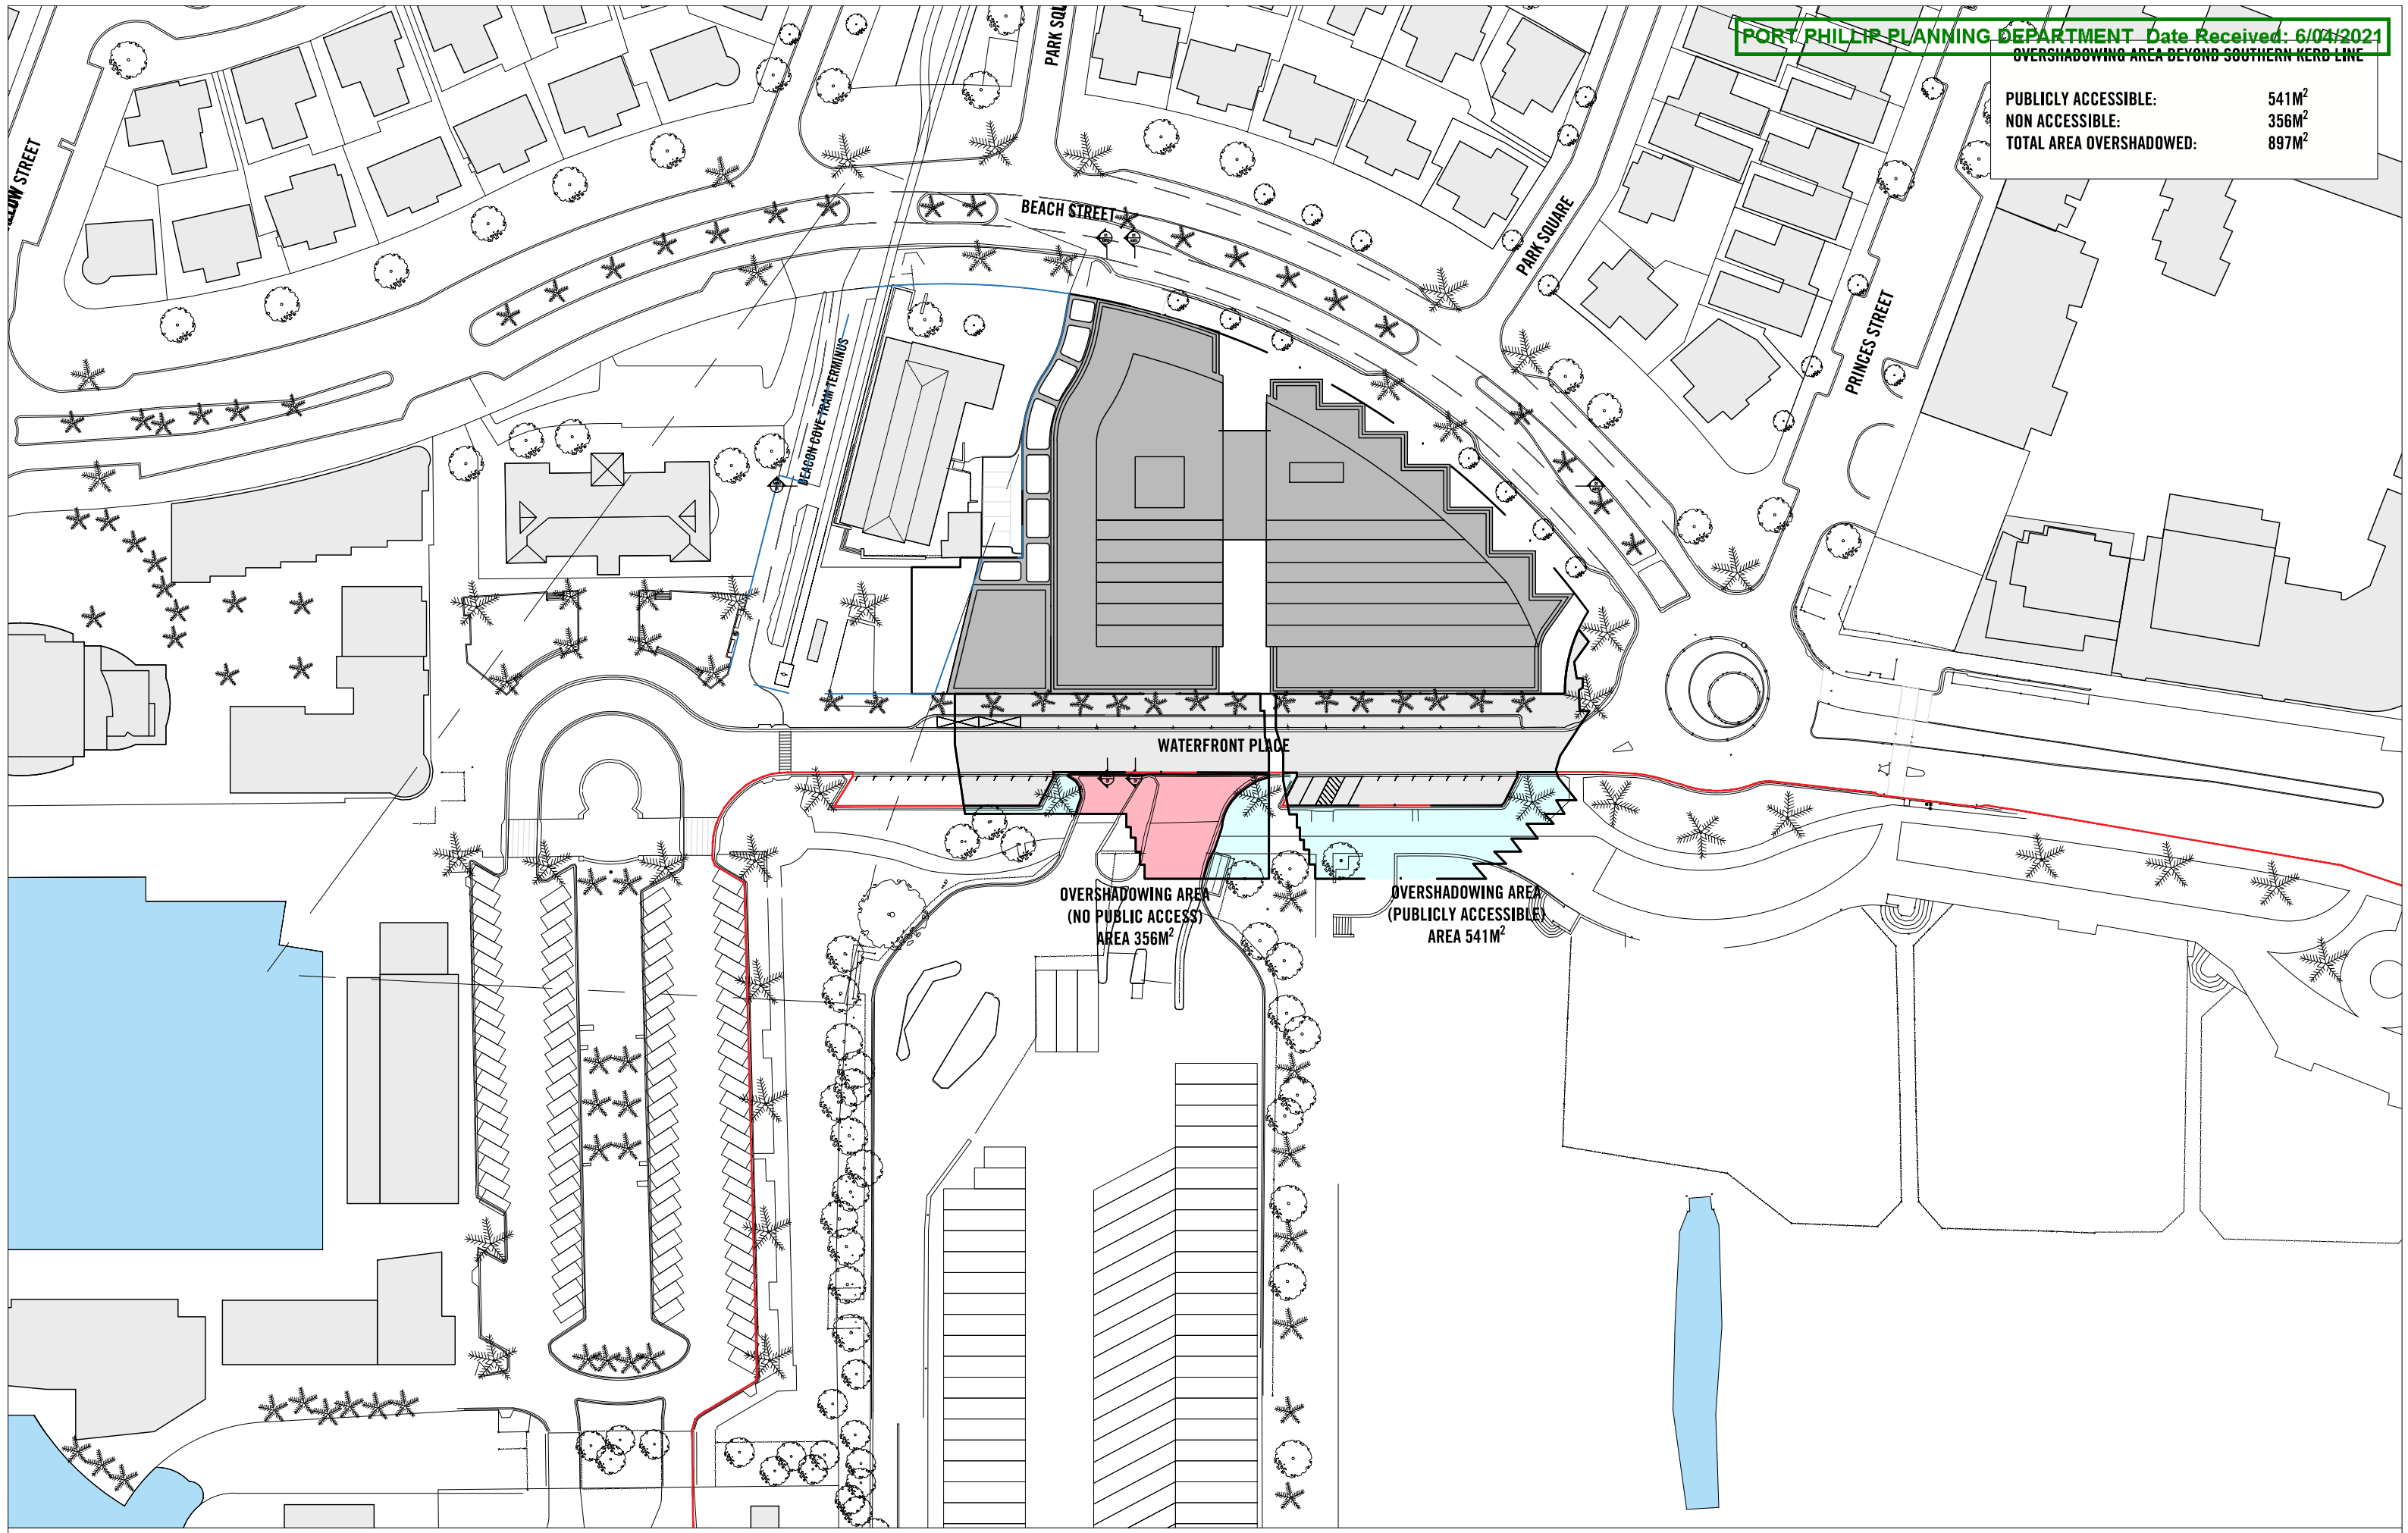 PARK SQU
PORT PHILLIP PLANNING DEPARTMENT Date Received: 6/04/2021
OVERSHADOWING AREA BEYOND SOUTHERN KERB LINE
PUBLICLY ACCESSIBLE: 541M²
NON ACCESSIBLE: 356M²
TOTAL AREA OVERSHADOWED: 897M²
STREET
BEACH STREET
PARK SQUARE
PRINCES STREET
BEACON COVE TRAM TERMINUS
WATERFRONT PLACE
OVERSHADOWING AREA
(NO PUBLIC ACCESS)
AREA 356M²
OVERSHADOWING AREA
(PUBLICLY ACCESSIBLE)
AREA 541M²